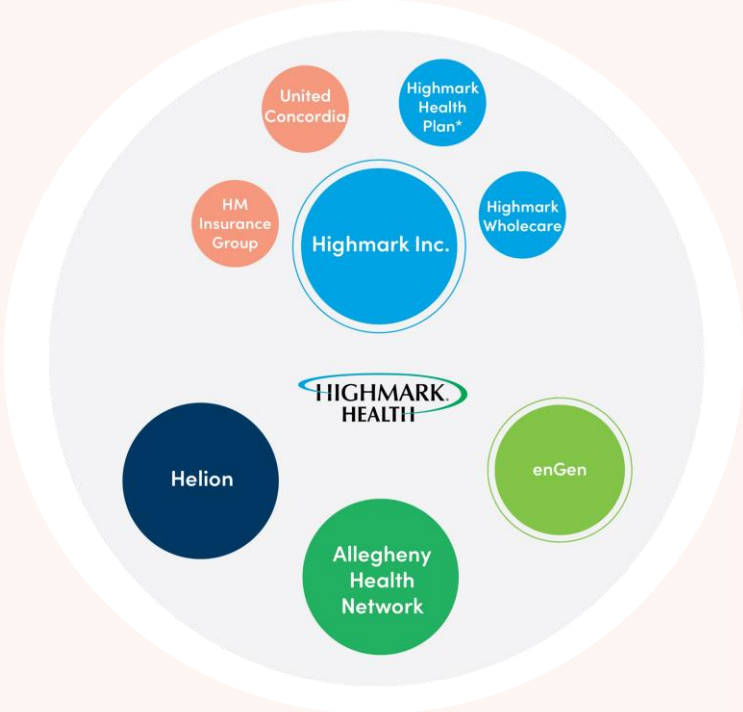 United
Concordia
Highmark
Health
Plan*
HM
Insurance
Group
Highmark Inc.
Highmark
Wholecare
HIGHMARK®
HEALTH
Helion
enGen
Allegheny
Health
Network